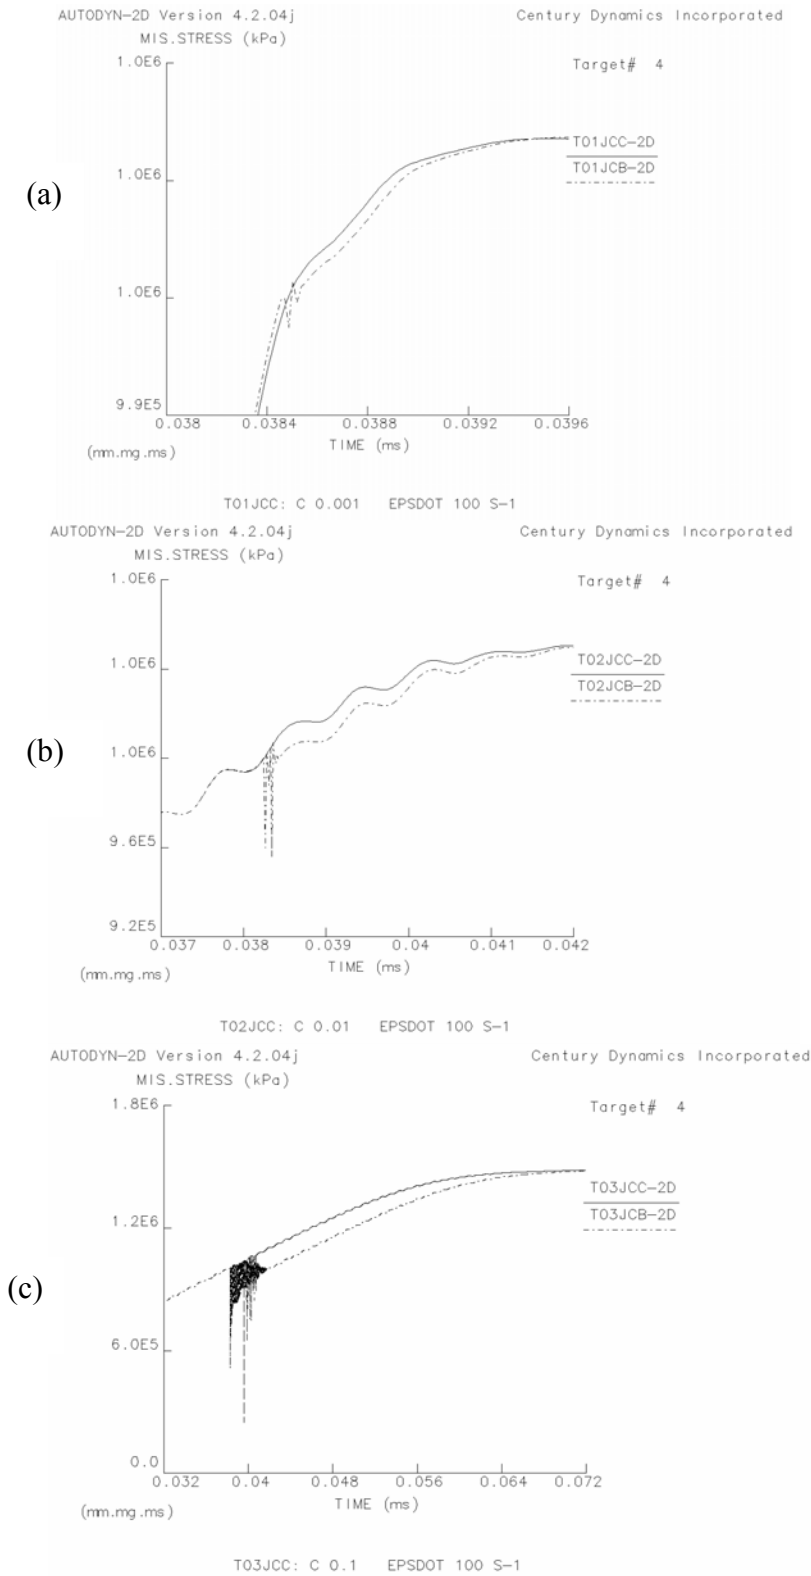 AUTODYN-2D Version 4.2.04j Century Dynamics Incorporated
MIS.STRESS (kPa)
1.0E6
Target# 4
T01JCC-2D
T01JCB-2D
1.0E6
(a)
1.0E6
9.9E5
0.038 0.0384 0.0388 0.0392 0.0396
TIME (ms)
(mm.mg.ms)
T01JCC: C 0.001 EPSDOT 100 S-1
AUTODYN-2D Version 4.2.04j Century Dynamics Incorporated
MIS.STRESS (kPa)
1.0E6
Target# 4
T02JCC-2D
1.0E6
T02JCB-2D
(b)
1.0E6
9.6E5
9.2E5
0.037 0.038 0.039 0.04 0.041 0.042
TIME (ms)
(mm.mg.ms)
T02JCC: C 0.01 EPSDOT 100 S-1
AUTODYN-2D Version 4.2.04j Century Dynamics Incorporated
MIS.STRESS (kPa)
1.8E6
Target# 4
T03JCC-2D
T03JCB-2D
1.2E6
(c)
6.0E5
0.0
0.032 0.04 0.048 0.056 0.064 0.072
TIME (ms)
(mm.mg.ms)
T03JCC: C 0.1 EPSDOT 100 S-1